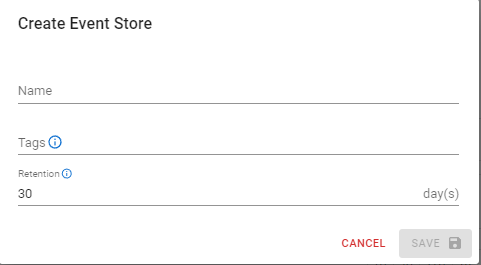 Create Event Store
Name
Tags
Retention
30 day(s)
CANCEL SAVE